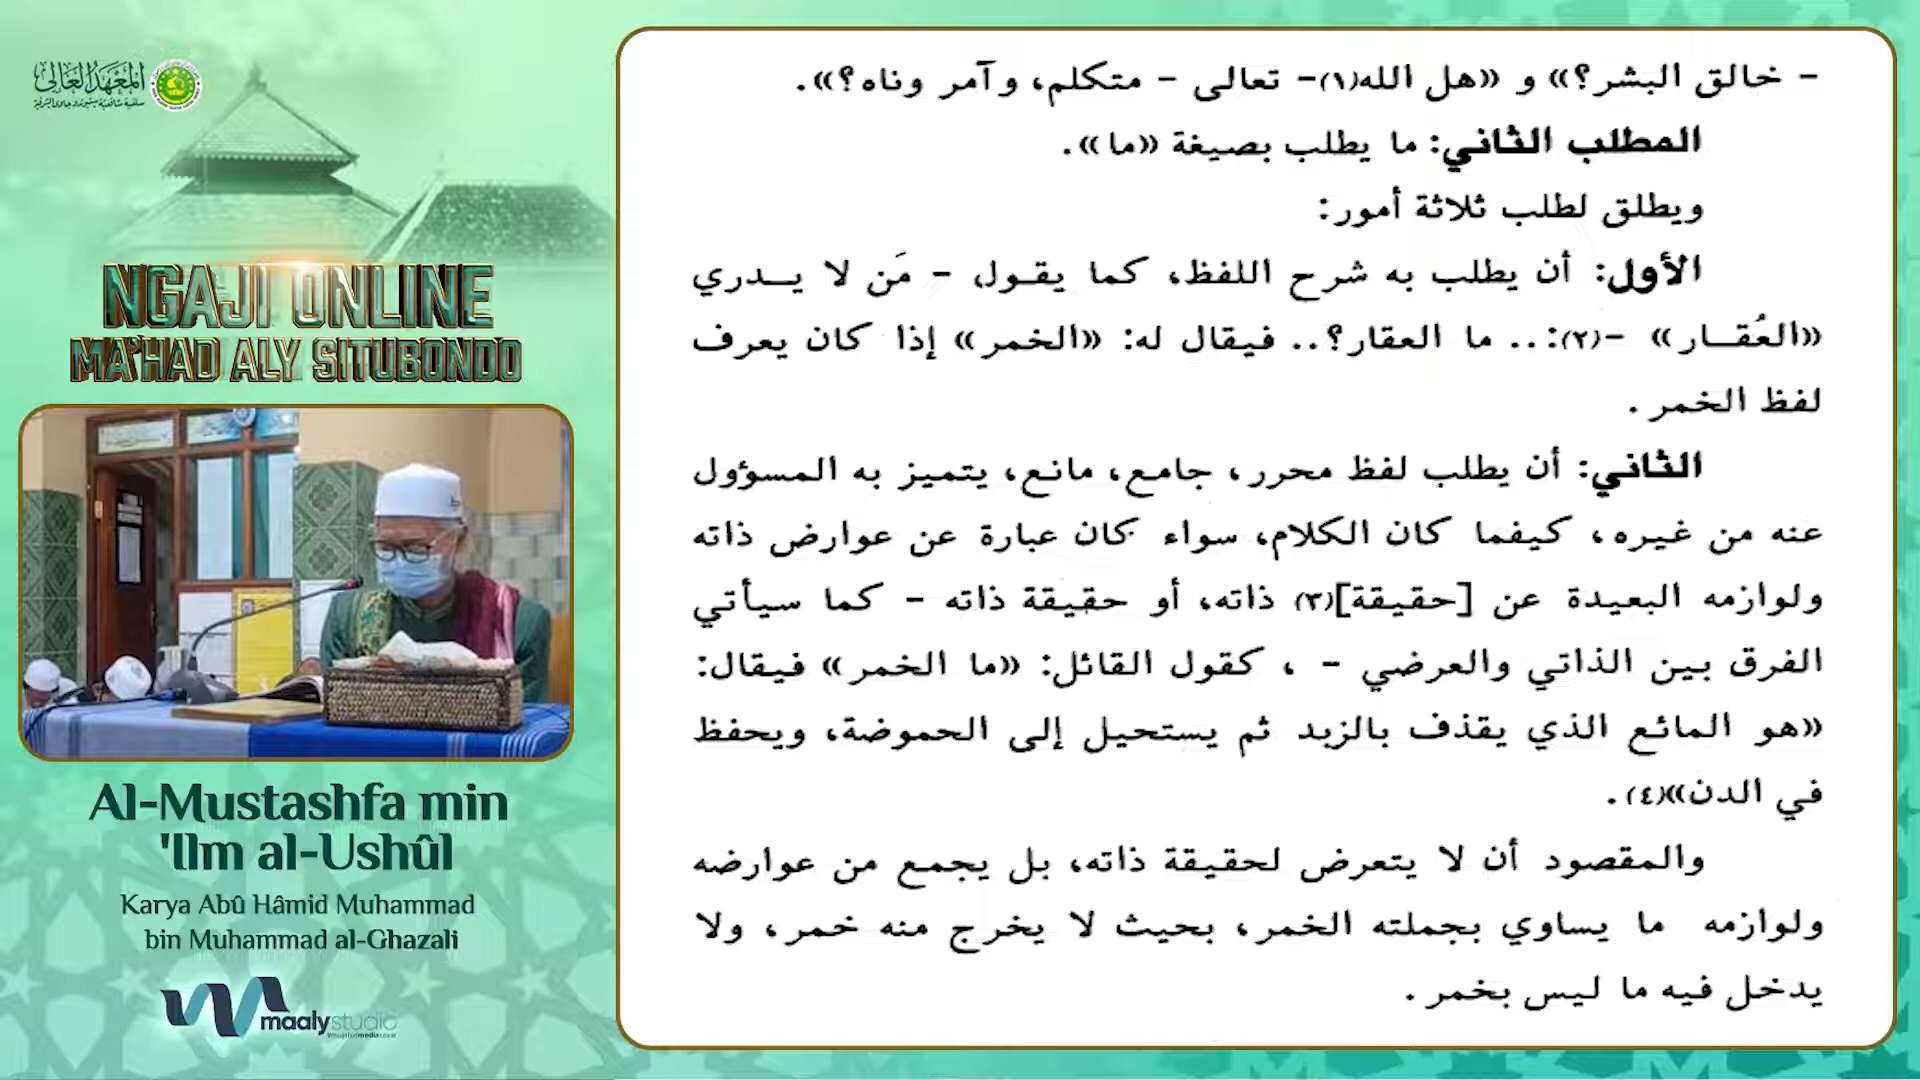 المعهد العالى
NGAJI ONLINE
MA'HAD ALY SITUBONDO
Al-Mustashfa min
'Ilm al-Ushûl
Karya Abû Hâmid Muhammad
bin Muhammad al-Ghazali
maalystudio
- خالق البشر؟» و «هل الله(١)- تعالى - متكلم، وآمر وناه؟».
المطلب الثاني: ما يطلب بصيغة «ما».
ويطلق لطلب ثلاثة أمور:
الأول: أن يطلب به شرح اللفظ، كما يقول - مَن لا يـدري
«العُقـار» -(٢):.. ما العقار؟.. فيقال له: «الخمر» إذا كان يعرف
لفظ الخمر.
الثاني: أن يطلب لفظ محرر، جامع، مانع، يتميز به المسؤول
عنه من غيره، كيفما كان الكلام، سواء كان عبارة عن عوارض ذاته
ولوازمه البعيدة عن [حقيقة](٣) ذاته، أو حقيقة ذاته - كما سيأتي
الفرق بين الذاتي والعرضي - ، كقول القائل: «ما الخمر» فيقال:
«هو المائع الذي يقذف بالزبد ثم يستحيل إلى الحموضة، ويحفظ
في الدن»(٤).
والمقصود أن لا يتعرض لحقيقة ذاته، بل يجمع من عوارضه
ولوازمه ما يساوي بجملته الخمر، بحيث لا يخرج منه خمر، ولا
يدخل فيه ما ليس بخمر.